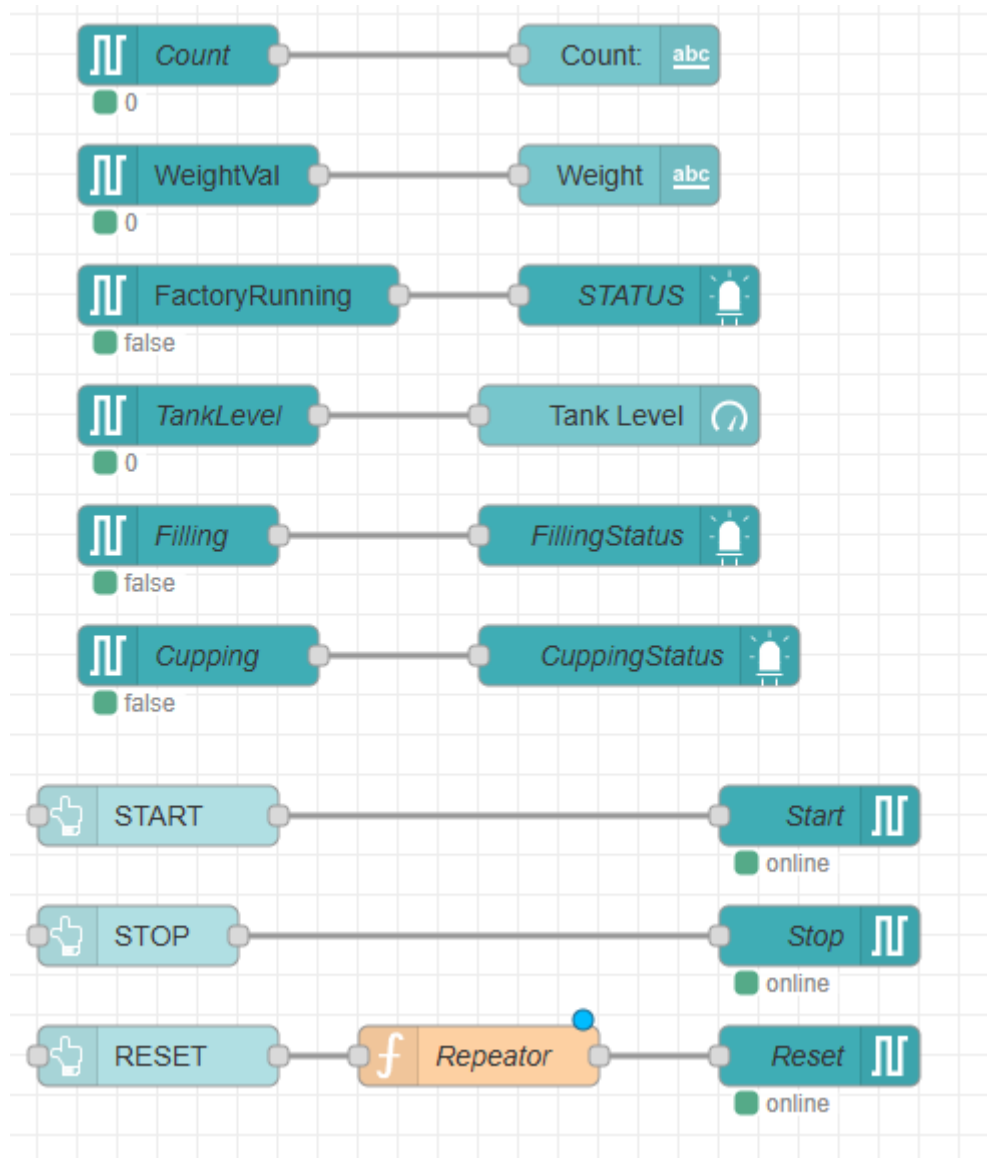 Count Count: abc
0
WeightVal Weight abc
0
FactoryRunning STATUS
false
TankLevel Tank Level
0
Filling FillingStatus
false
Cupping CuppingStatus
false
START Start
online
STOP Stop
online
RESET f Repeator Reset
online